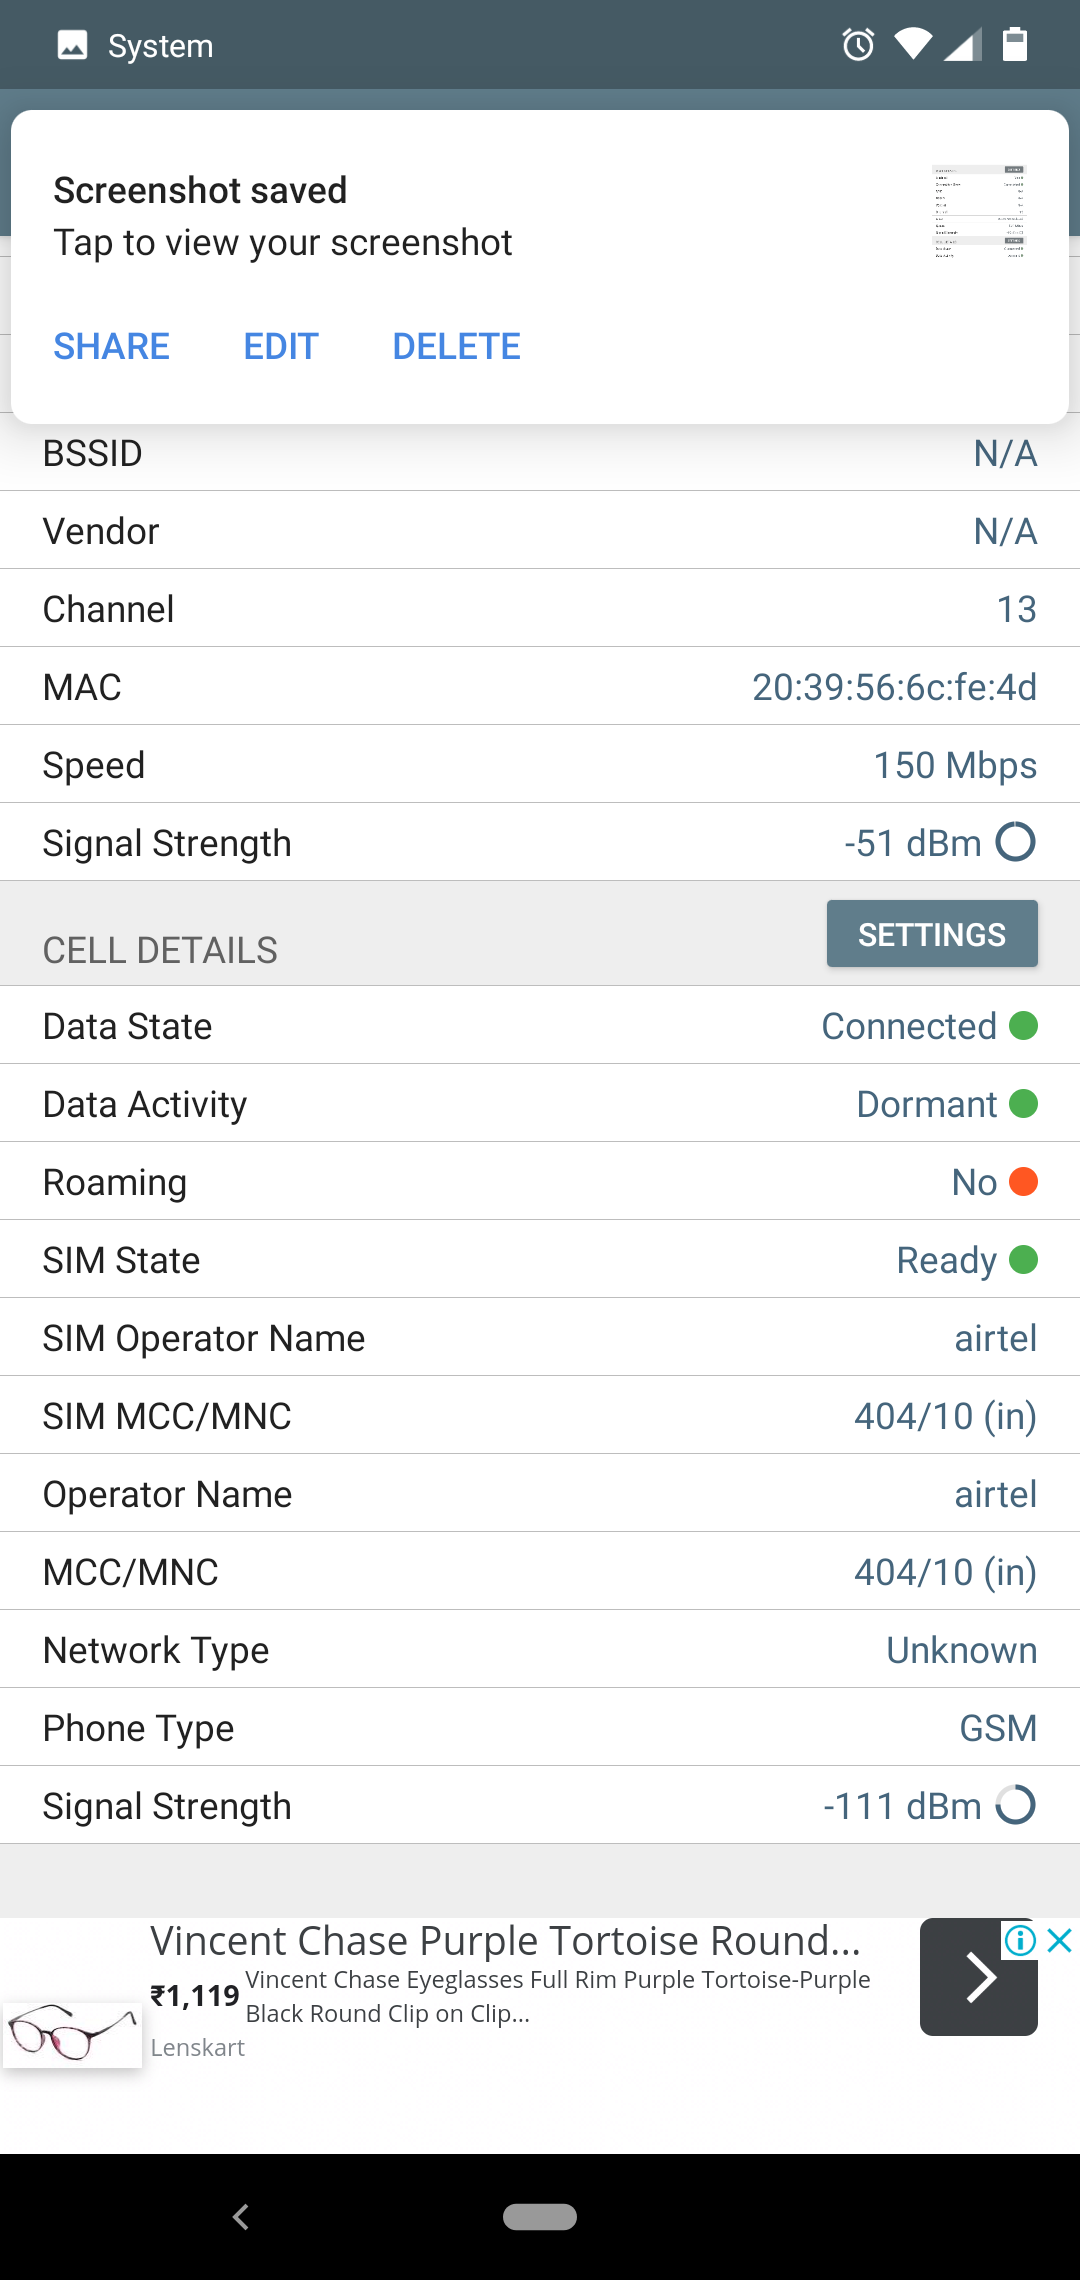 System
Screenshot saved
Tap to view your screenshot
SHARE EDIT DELETE
BSSID N/A
Vendor N/A
Channel 13
MAC 20:39:56:6c:fe:4d
Speed 150 Mbps
Signal Strength -51 dBm
CELL DETAILS SETTINGS
Data State Connected
Data Activity Dormant
Roaming No
SIM State Ready
SIM Operator Name airtel
SIM MCC/MNC 404/10 (in)
Operator Name airtel
MCC/MNC 404/10 (in)
Network Type Unknown
Phone Type GSM
Signal Strength -111 dBm
Vincent Chase Purple Tortoise Round...
₹1,119 Vincent Chase Eyeglasses Full Rim Purple Tortoise-Purple
Black Round Clip on Clip...
Lenskart